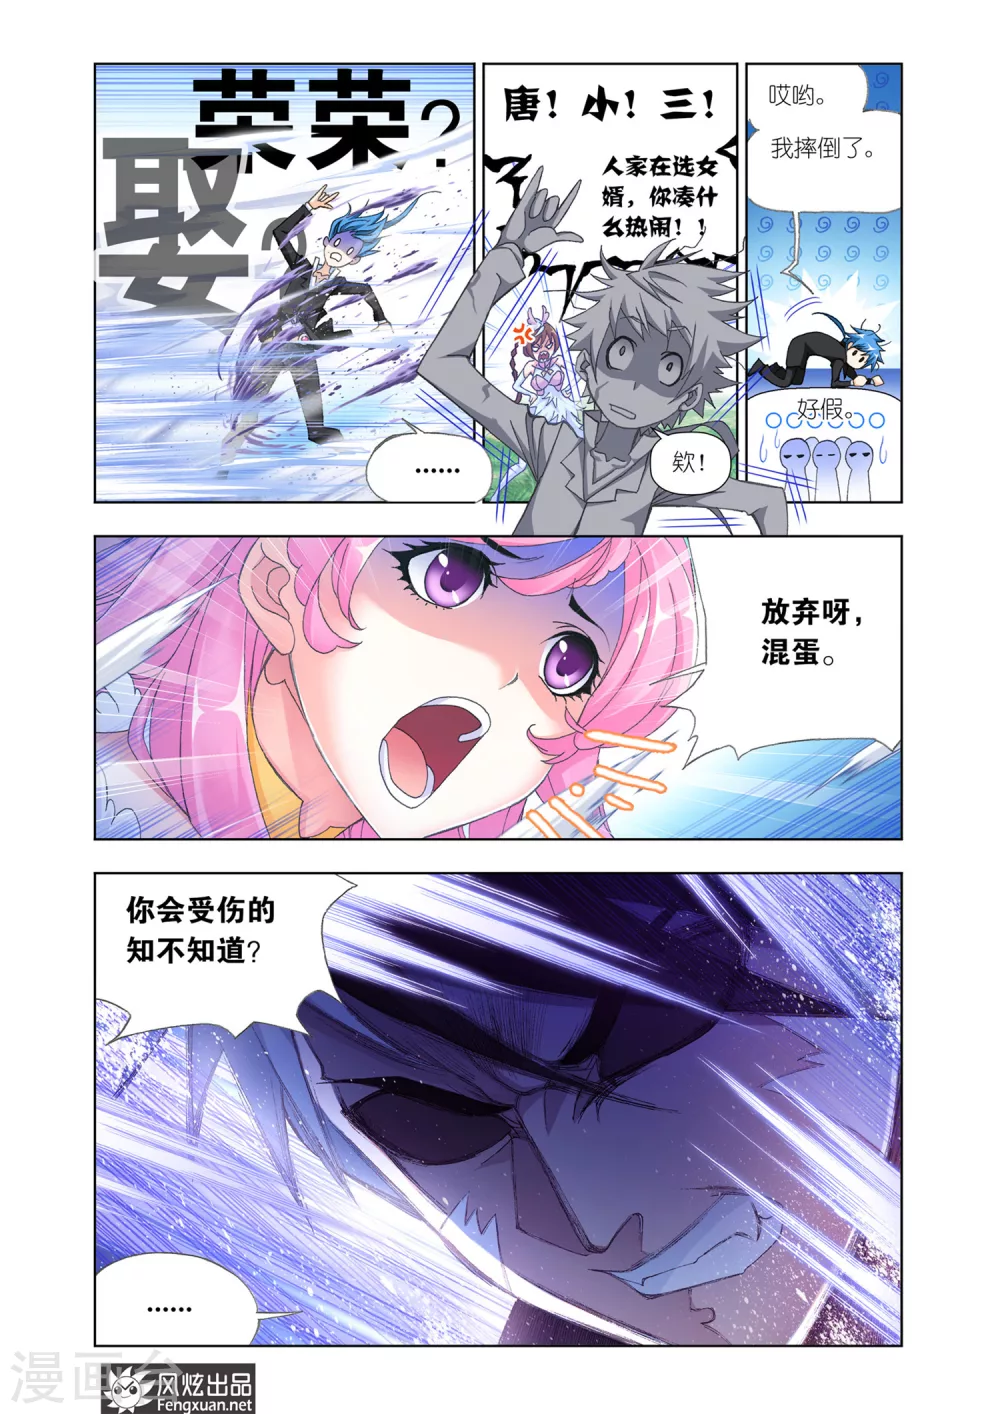 荣荣？
娶？
……
唐！小！三！
人家在选女
婿，你凑什
么热闹！！
欸！
哎哟。
我摔倒了。
好假。
放弃呀，
混蛋。
你会受伤的
知不知道？
……
漫画台
风炫出品
Fengxuan.net